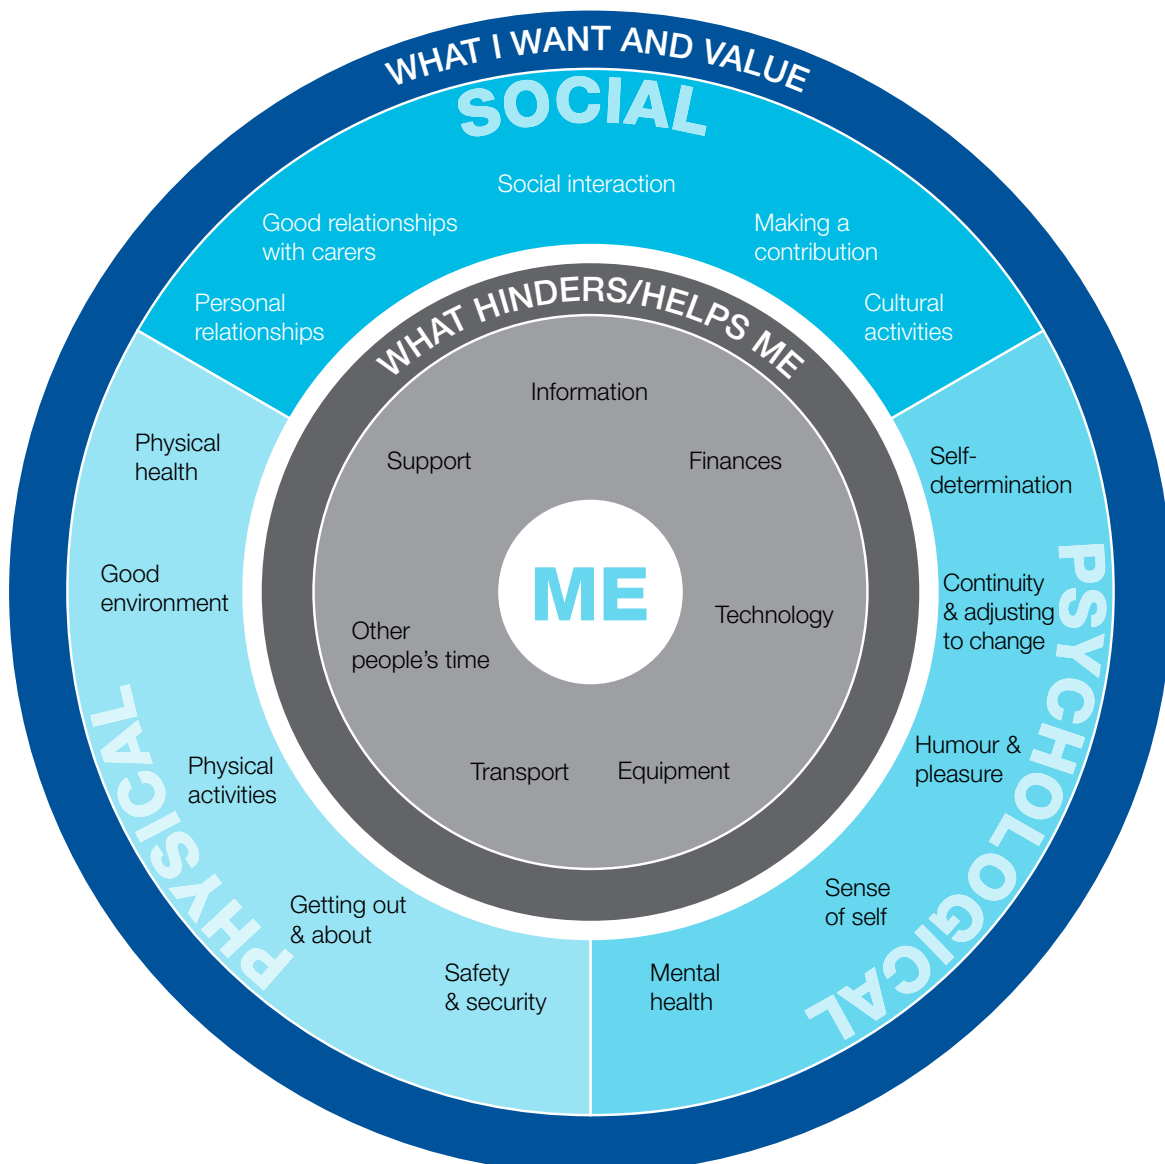 WHAT I WANT AND VALUE
SOCIAL
Social interaction
Good relationships
with carers
Making a
contribution
Personal
relationships
Cultural
activities
WHAT HINDERS/HELPS ME
Information
Support
Finances
ME
Technology
Other
people's time
Transport
Equipment
Physical
health
Good
environment
Physical
activities
Getting out
& about
Safety
& security
PHYSICAL
Self-
determination
Continuity
& adjusting
to change
Humour &
pleasure
Sense
of self
Mental
health
PSYCHOLOGICAL